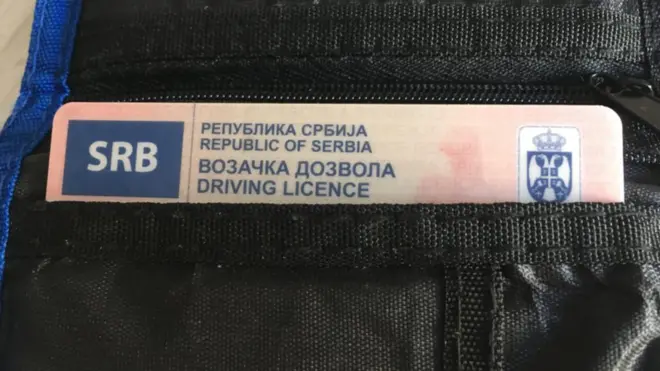 SRB
РЕПУБЛИКА СРБИЈА
REPUBLIC OF SERBIA
ВОЗАЧКА ДОЗВОЛА
DRIVING LICENCE